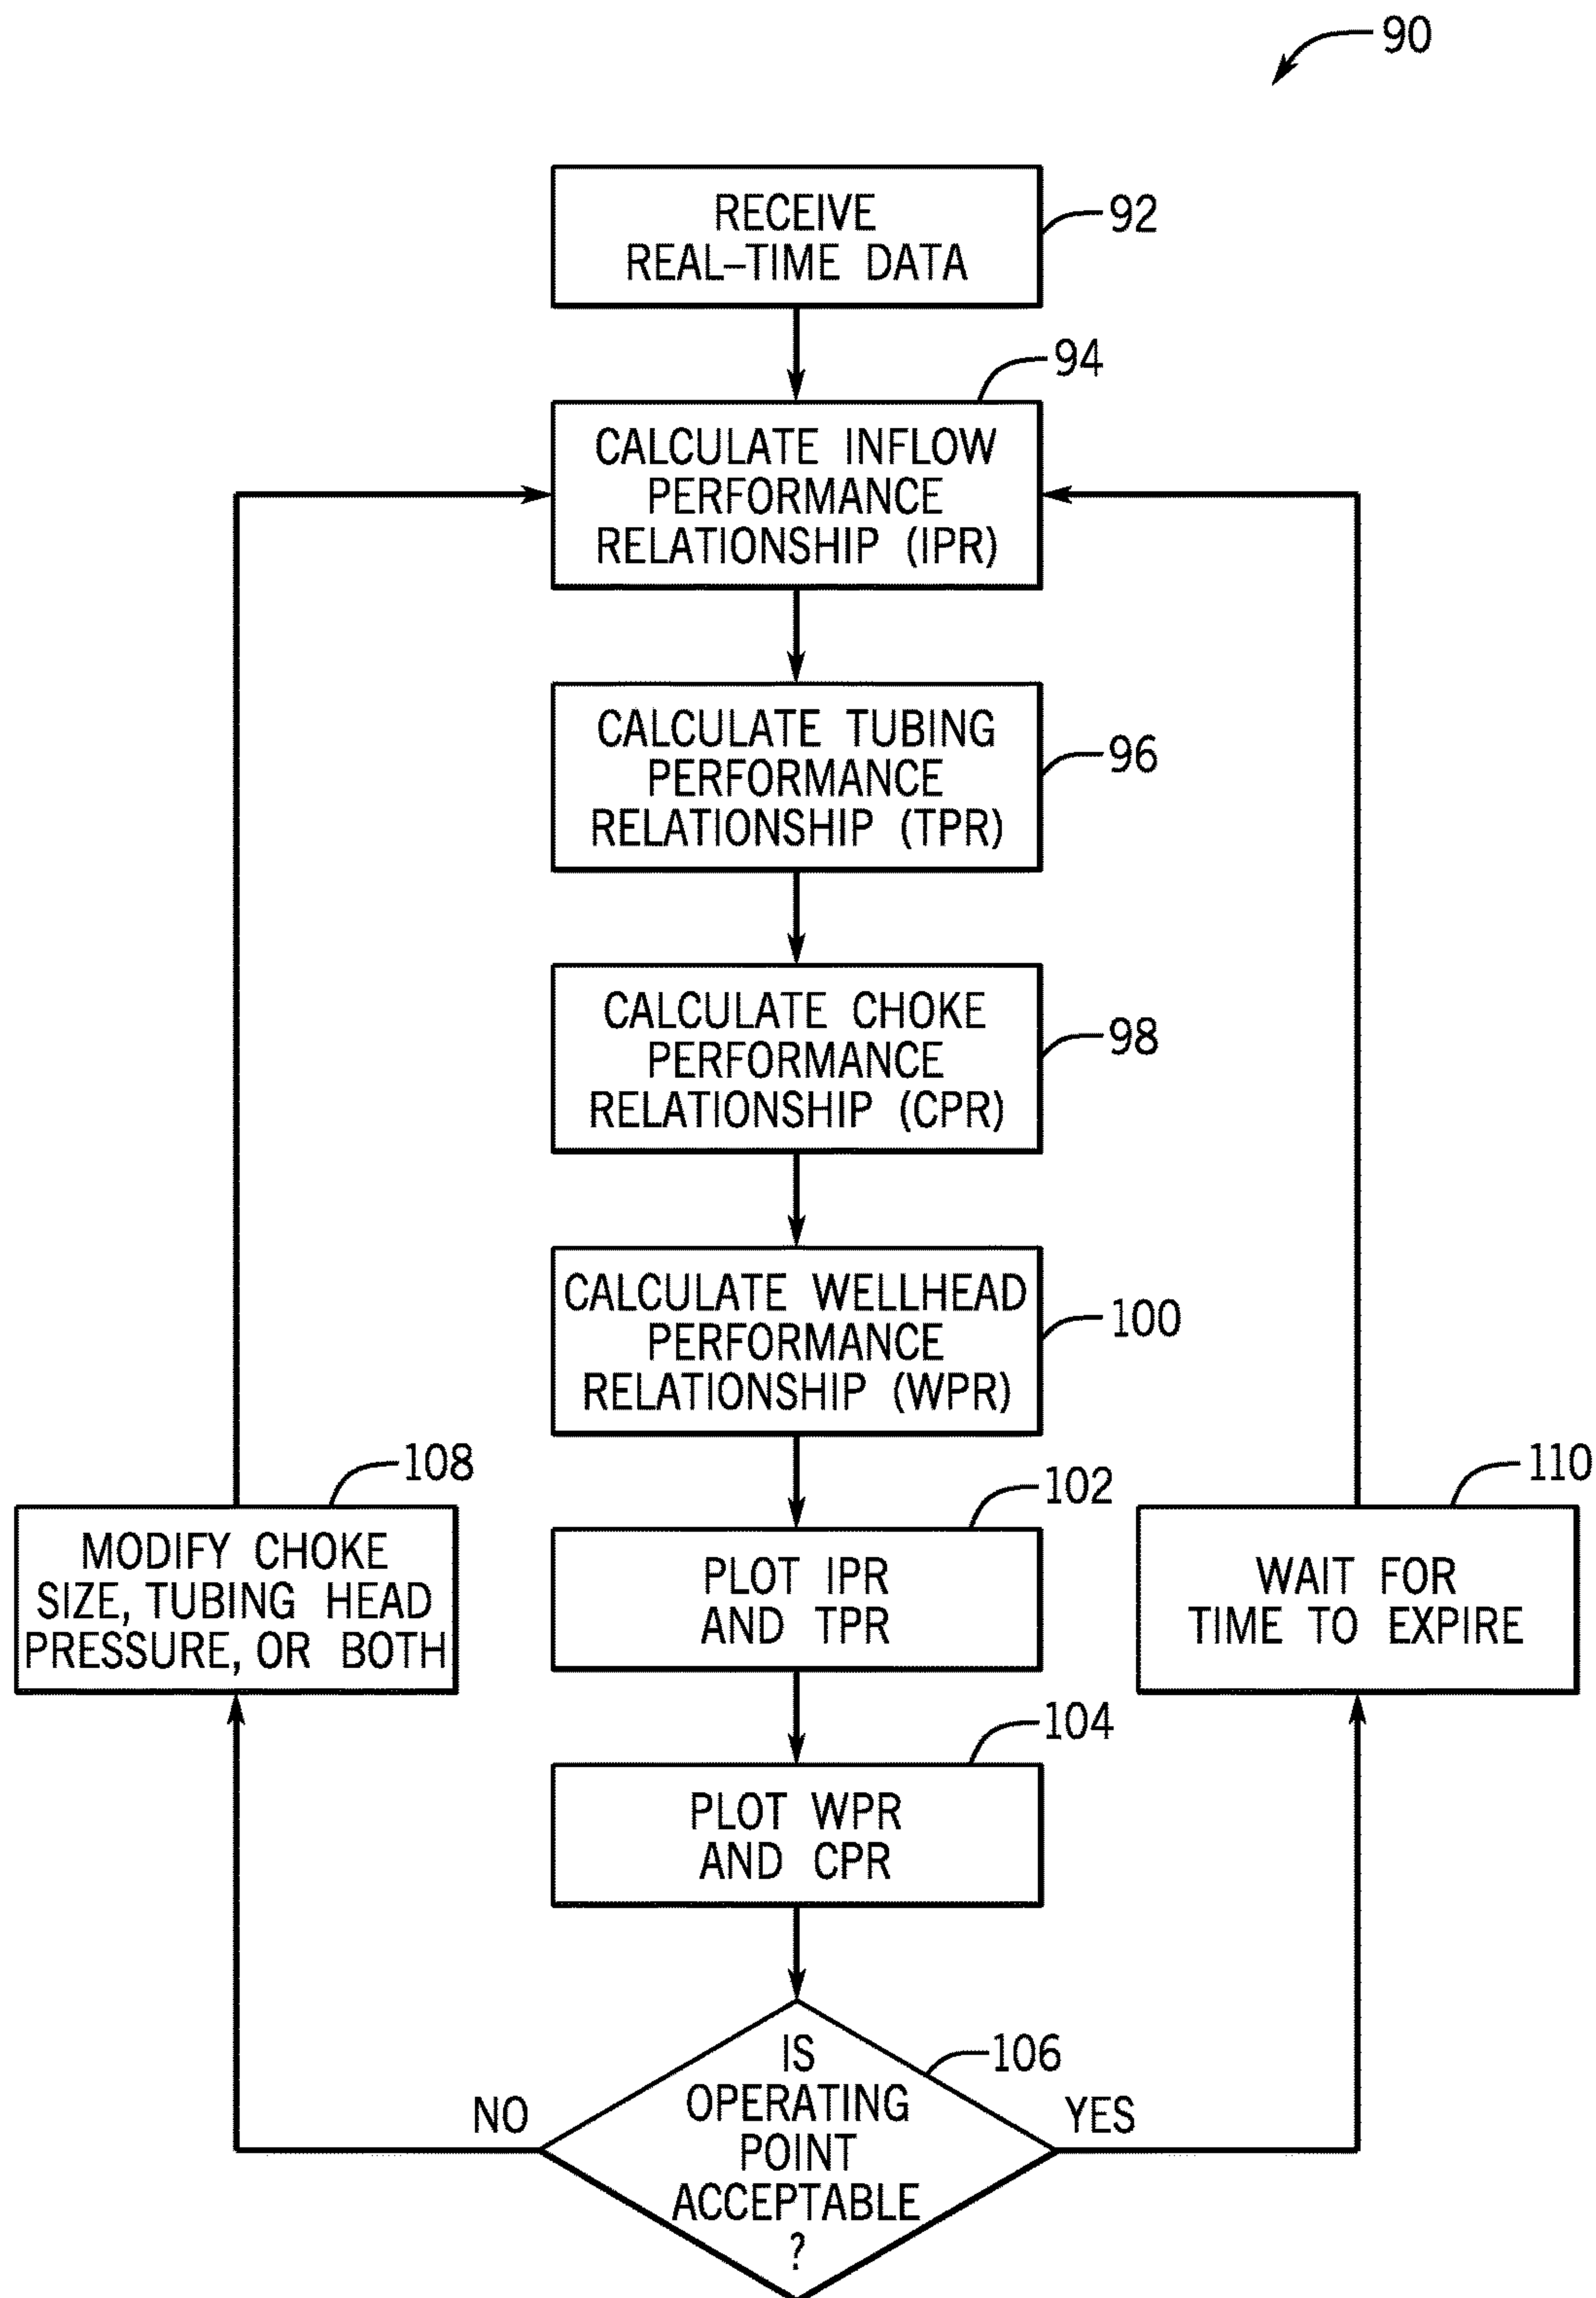 90
RECEIVE
REAL–TIME DATA
92
94
CALCULATE INFLOW
PERFORMANCE
RELATIONSHIP (IPR)
CALCULATE TUBING
PERFORMANCE
RELATIONSHIP (TPR)
96
CALCULATE CHOKE
PERFORMANCE
RELATIONSHIP (CPR)
98
CALCULATE WELLHEAD
PERFORMANCE
RELATIONSHIP (WPR)
100
108
MODIFY CHOKE
SIZE, TUBING HEAD
PRESSURE, OR BOTH
102
PLOT IPR
AND TPR
110
WAIT FOR
TIME TO EXPIRE
104
PLOT WPR
AND CPR
106
IS
OPERATING
POINT
ACCEPTABLE
?
NO
YES